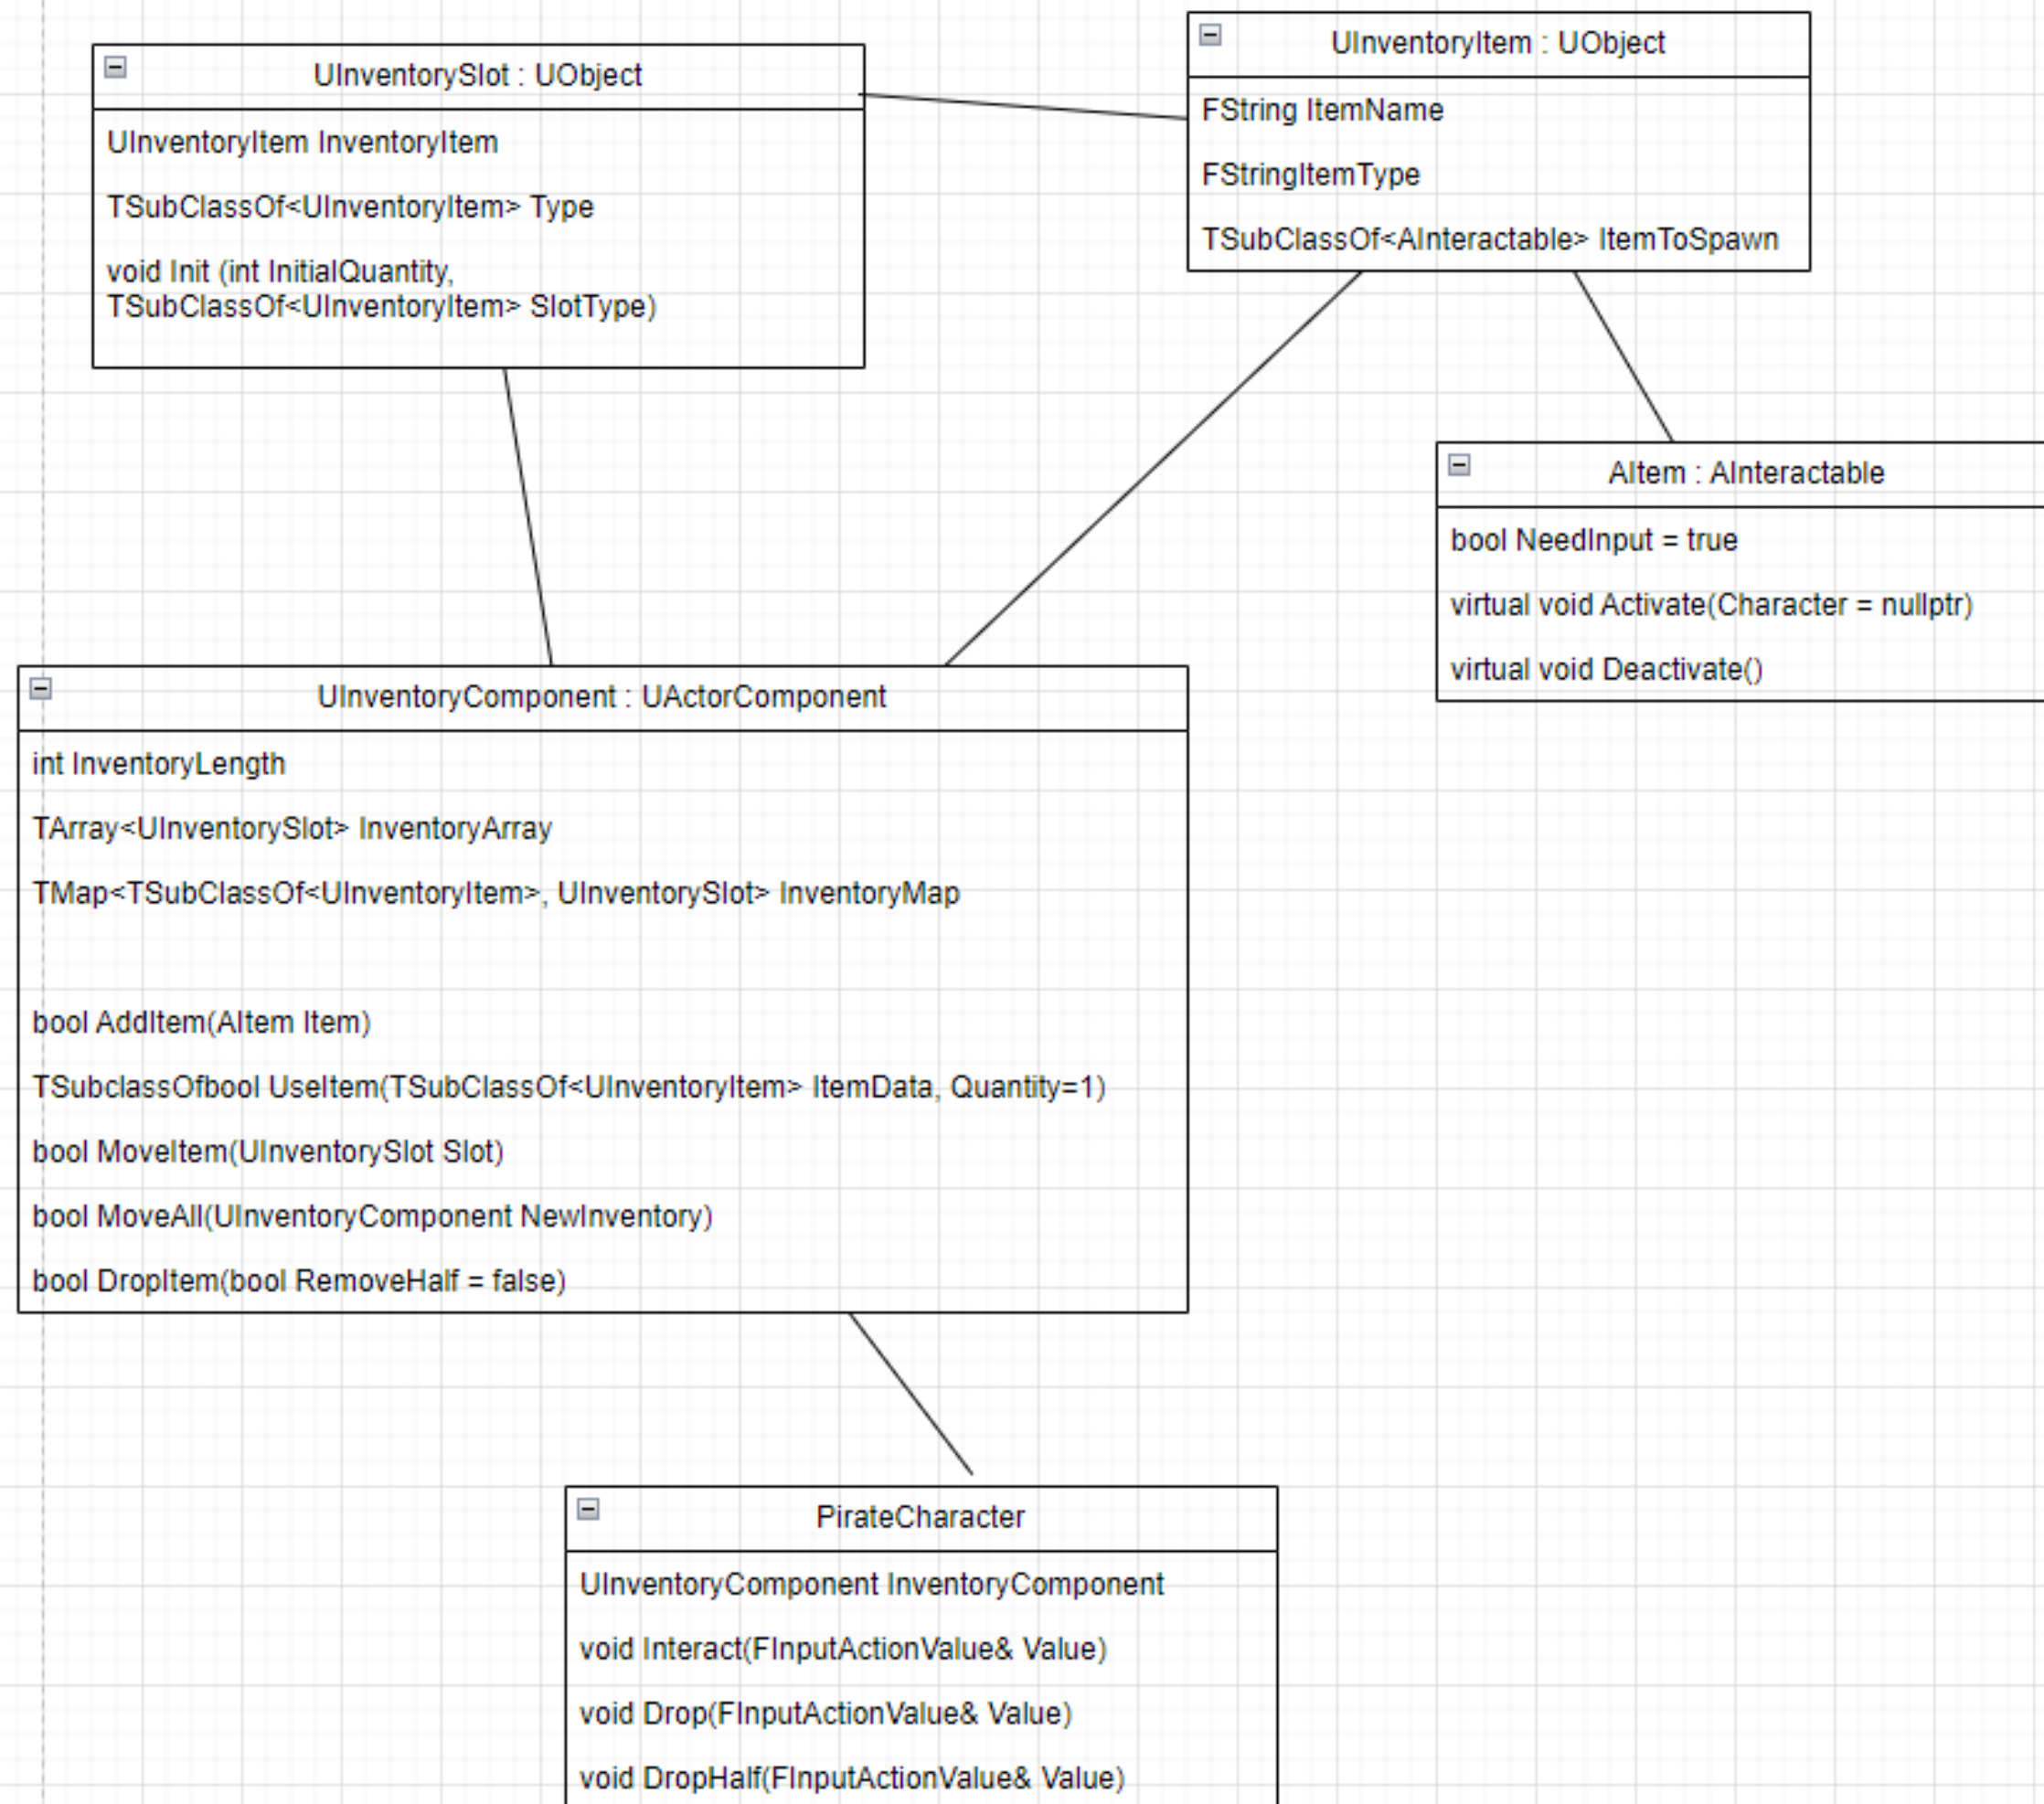 UInventorySlot : UObject
UInventoryItem InventoryItem
TSubClassOf<UInventoryItem> Type
void Init (int InitialQuantity,
TSubClassOf<UInventoryItem> SlotType)
UInventoryItem : UObject
FString ItemName
FStringItemType
TSubClassOf<AInteractable> ItemToSpawn
AItem : AInteractable
bool NeedInput = true
virtual void Activate(Character = nullptr)
virtual void Deactivate()
UInventoryComponent : UActorComponent
int InventoryLength
TArray<UInventorySlot> InventoryArray
TMap<TSubClassOf<UInventoryItem>, UInventorySlot> InventoryMap
bool AddItem(AItem Item)
TSubclassOfbool UseItem(TSubClassOf<UInventoryItem> ItemData, Quantity=1)
bool MoveItem(UInventorySlot Slot)
bool MoveAll(UInventoryComponent NewInventory)
bool DropItem(bool RemoveHalf = false)
PirateCharacter
UInventoryComponent InventoryComponent
void Interact(FInputActionValue& Value)
void Drop(FInputActionValue& Value)
void DropHalf(FInputActionValue& Value)